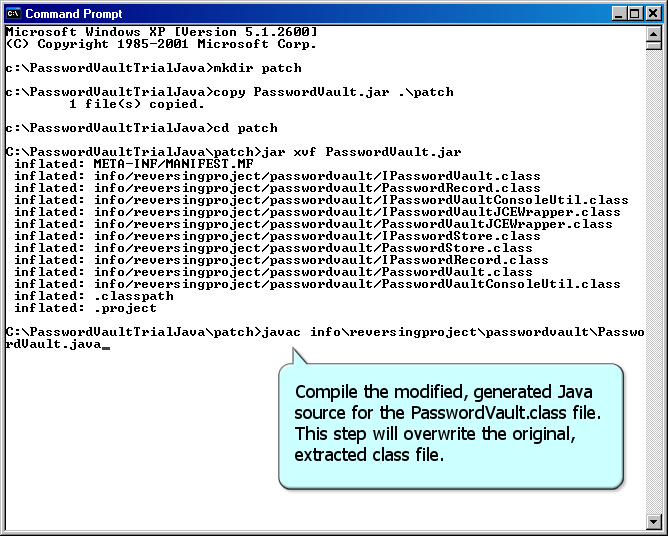 Command Prompt
Microsoft Windows XP [Version 5.1.2600]
(C) Copyright 1985-2001 Microsoft Corp.
c:\PasswordVaultTrialJava>mkdir patch
c:\PasswordVaultTrialJava>copy PasswordVault.jar .\patch
1 file(s) copied.
c:\PasswordVaultTrialJava>cd patch
C:\PasswordVaultTrialJava\patch>jar xvf PasswordVault.jar
inflated: META-INF/MANIFEST.MF
inflated: info/reversingproject/passwordvault/IPasswordVault.class
inflated: info/reversingproject/passwordvault/PasswordRecord.class
inflated: info/reversingproject/passwordvault/IPasswordVaultConsoleUtil.class
inflated: info/reversingproject/passwordvault/IPasswordVaultJCEWrapper.class
inflated: info/reversingproject/passwordvault/PasswordVaultJCEWrapper.class
inflated: info/reversingproject/passwordvault/IPasswordStore.class
inflated: info/reversingproject/passwordvault/PasswordStore.class
inflated: info/reversingproject/passwordvault/IPasswordRecord.class
inflated: info/reversingproject/passwordvault/PasswordVault.class
inflated: info/reversingproject/passwordvault/PasswordVaultConsoleUtil.class
inflated: .classpath
inflated: .project
C:\PasswordVaultTrialJava\patch>javac info\reversingproject\passwordvault\Passwo
rdVault.java_
Compile the modified, generated Java
source for the PasswordVault.class file.
This step will overwrite the original,
extracted class file.